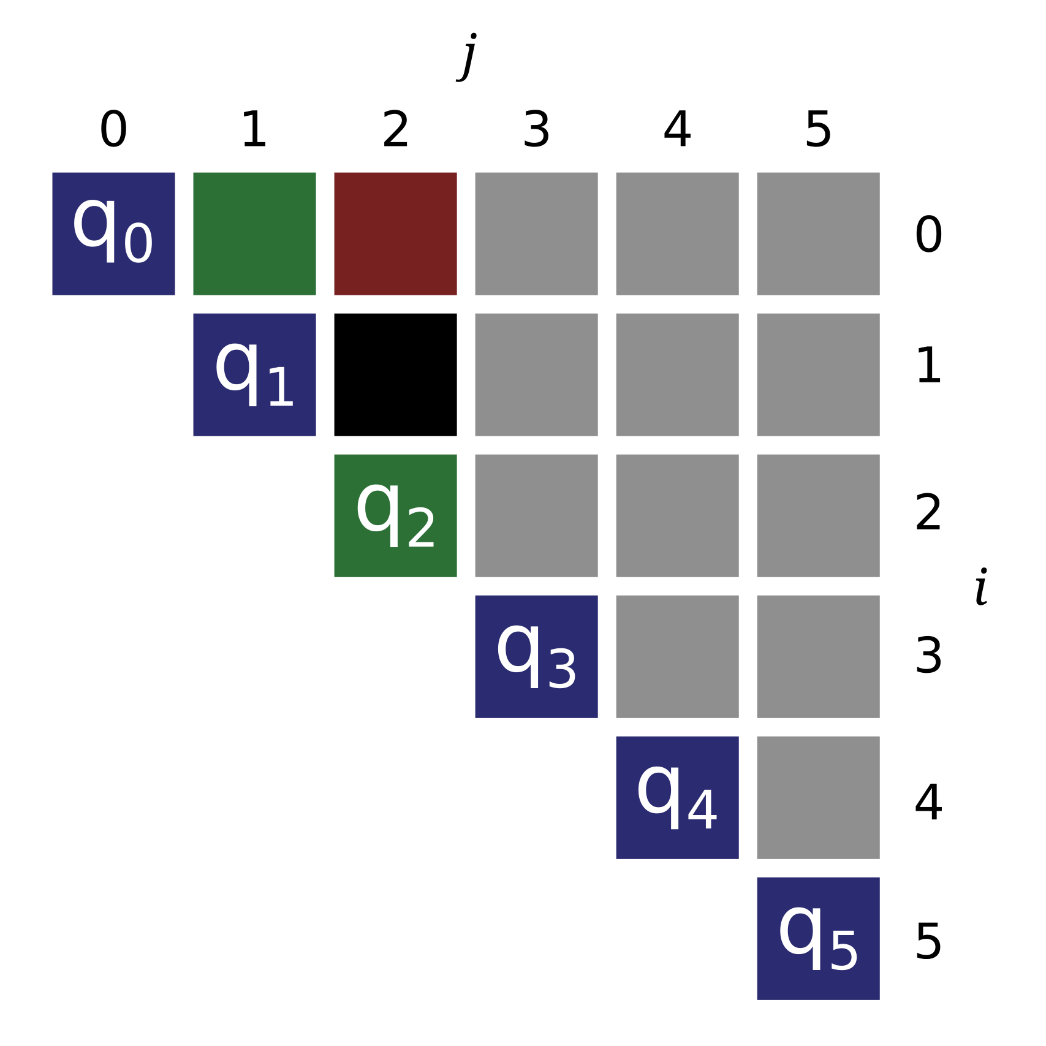 j
0 1 2 3 4 5
q₀ 0
q₁ 1
q₂ 2
i
q₃ 3
q₄ 4
q₅ 5